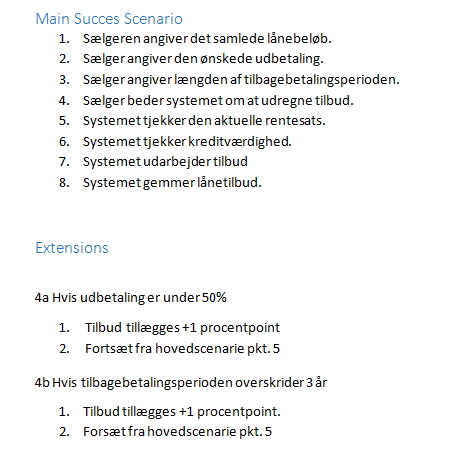 Main Succes Scenario
1. Sælgeren angiver det samlede lånebeløb.
2. Sælger angiver den ønskede udbetaling.
3. Sælger angiver længden af tilbagebetalingsperioden.
4. Sælger beder systemet om at udregne tilbud.
5. Systemet tjekker den aktuelle rentesats.
6. Systemet tjekker kreditværdighed.
7. Systemet udarbejder tilbud
8. Systemet gemmer lånetilbud.
Extensions
4a Hvis udbetaling er under 50%
1. Tilbud tillægges +1 procentpoint
2. Fortsæt fra hovedscenarie pkt. 5
4b Hvis tilbagebetalingsperioden overskrider 3 år
1. Tilbud tillægges +1 procentpoint.
2. Forsæt fra hovedscenarie pkt. 5